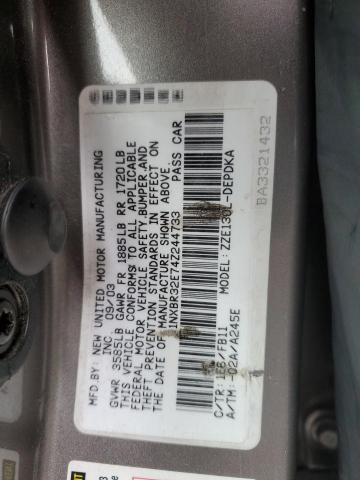 MFD.BY: NEW UNITED MOTOR MANUFACTURING
INC. 09/03
GVWR 3585LB GAWR FR 1885LB RR 1720LB
THIS VEHICLE CONFORMS TO ALL APPLICABLE
FEDERAL MOTOR VEHICLE SAFETY,BUMPER,AND
THEFT PREVENTION STANDARDS IN EFFECT ON
THE DATE OF MANUFACTURE SHOWN ABOVE
1NXBR32E74Z244733 PASS CAR
MODEL: ZZE130L-DEPDKA
C/TR: 1E6/FB11
A/TM: -02A/A245E
BA3321432